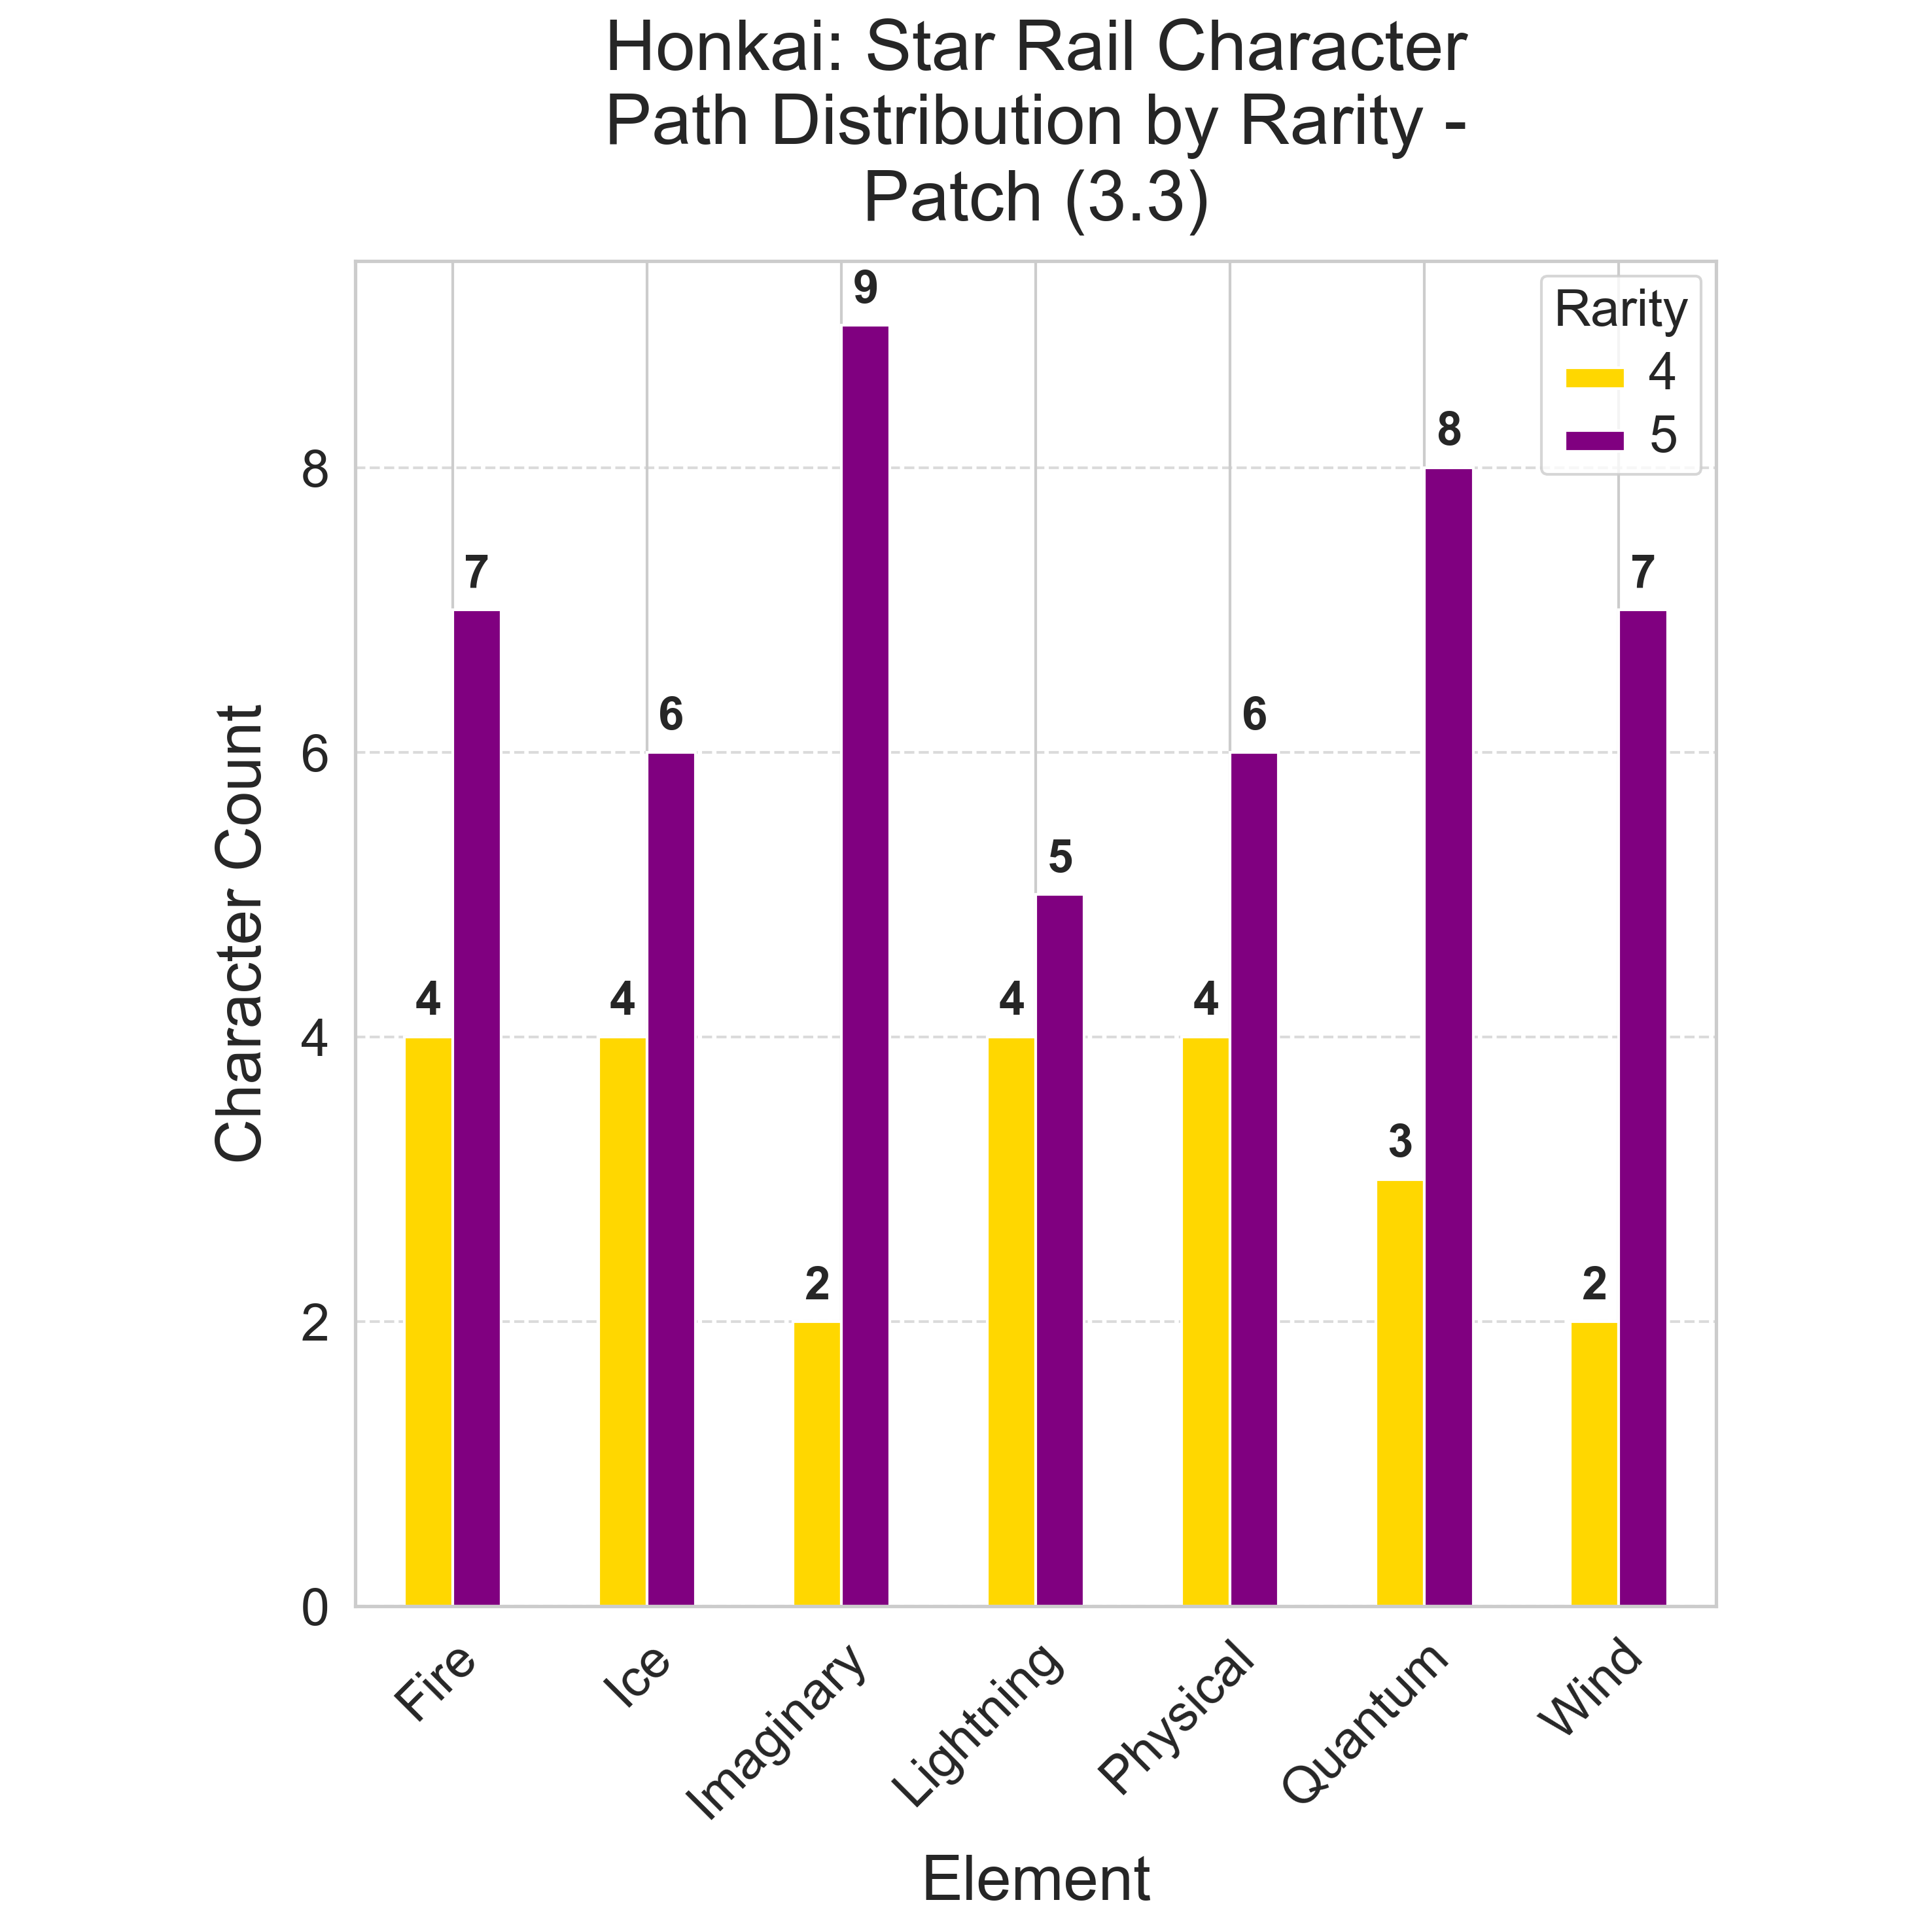 Honkai: Star Rail Character
Path Distribution by Rarity -
Patch (3.3)
Rarity
4
5
Character Count
8
6
4
2
0
4
7
4
6
2
9
4
5
4
6
3
8
2
7
Fire
Ice
Imaginary
Lightning
Physical
Quantum
Wind
Element